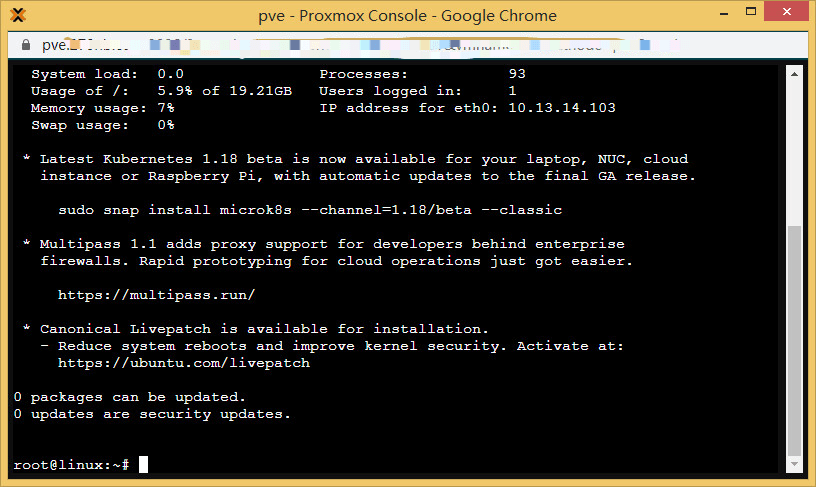 pve - Proxmox Console - Google Chrome
System load: 0.0 Processes: 93
Usage of /: 5.9% of 19.21GB Users logged in: 1
Memory usage: 7% IP address for eth0: 10.13.14.103
Swap usage: 0%
* Latest Kubernetes 1.18 beta is now available for your laptop, NUC, cloud
instance or Raspberry Pi, with automatic updates to the final GA release.
sudo snap install microk8s --channel=1.18/beta --classic
* Multipass 1.1 adds proxy support for developers behind enterprise
firewalls. Rapid prototyping for cloud operations just got easier.
https://multipass.run/
* Canonical Livepatch is available for installation.
- Reduce system reboots and improve kernel security. Activate at:
https://ubuntu.com/livepatch
0 packages can be updated.
0 updates are security updates.
root@linux:~#